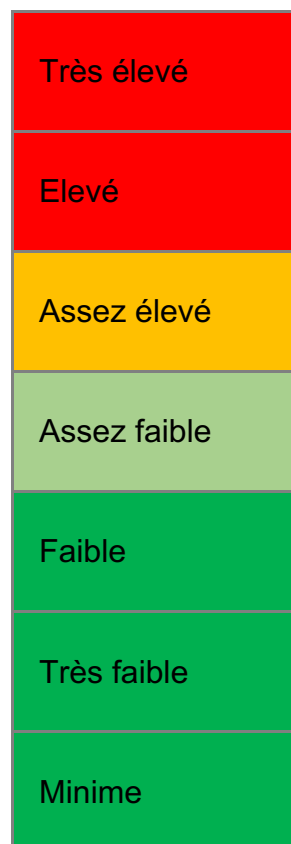 Très élevé
Elevé
Assez élevé
Assez faible
Faible
Très faible
Minime